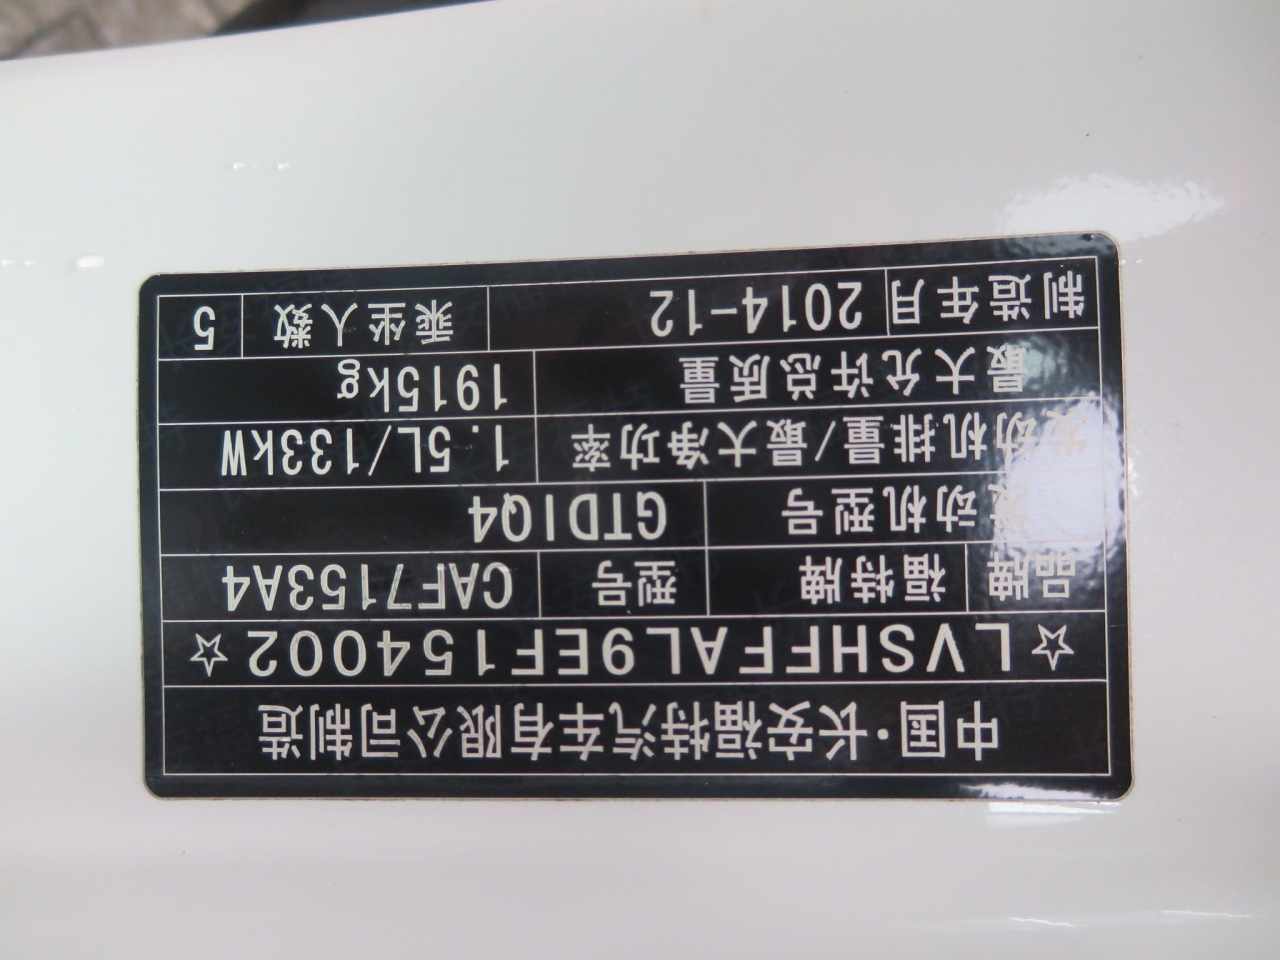 中国·长安福特汽车有限公司制造
☆LVSHFFAL9EF154002☆
品牌 福特牌 型号 CAF7153A4
发动机型号 GTDIQ4
发动机排量/最大净功率 1.5L/133kW
最大允许总质量 1915kg
制造年月 2014-12 乘坐人数 5